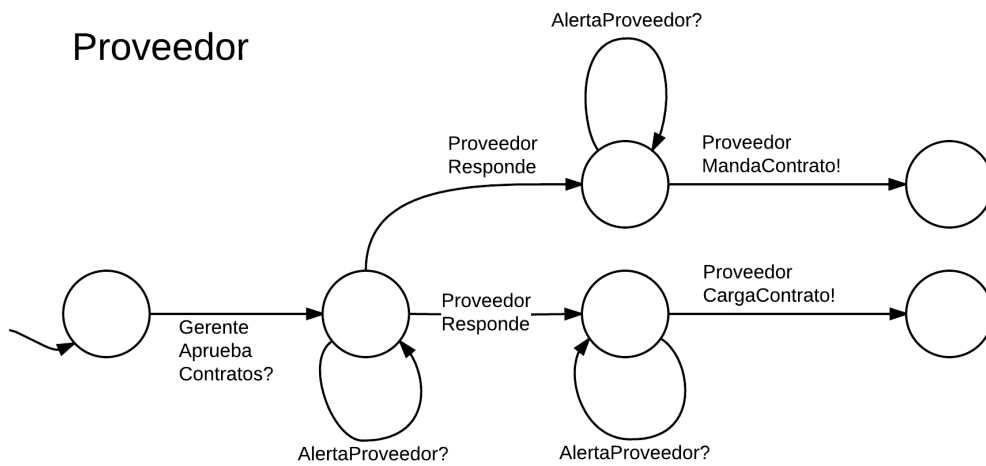 Proveedor
AlertaProveedor?
Proveedor
Responde
Proveedor
MandaContrato!
Gerente
Aprueba
Contratos?
Proveedor
Responde
Proveedor
CargaContrato!
AlertaProveedor?
AlertaProveedor?